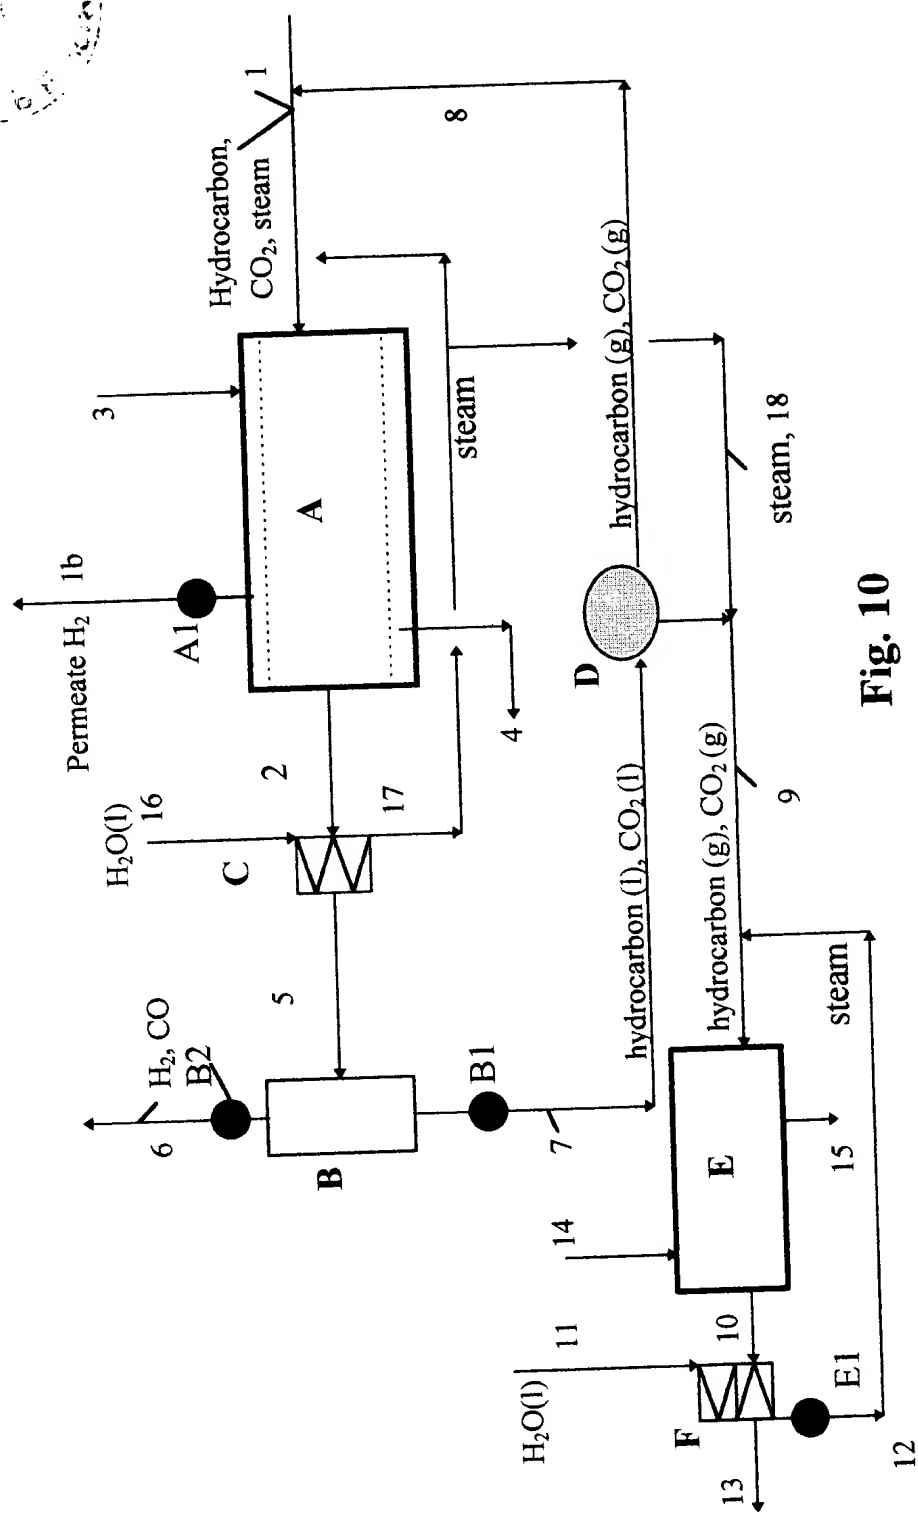 Hydrocarbon,
CO₂, steam
1
8
3
Permeate H₂
1b
A1
A
steam
hydrocarbon (g), CO₂ (g)
steam, 18
H₂O(l)
16
2
17
4
C
D
5
hydrocarbon (l), CO₂ (l)
hydrocarbon (g), CO₂ (g)
9
H₂, CO
B2
6
B
B1
7
steam
E
14
15
H₂O(l)
11
10
F
E1
13
12
Fig. 10